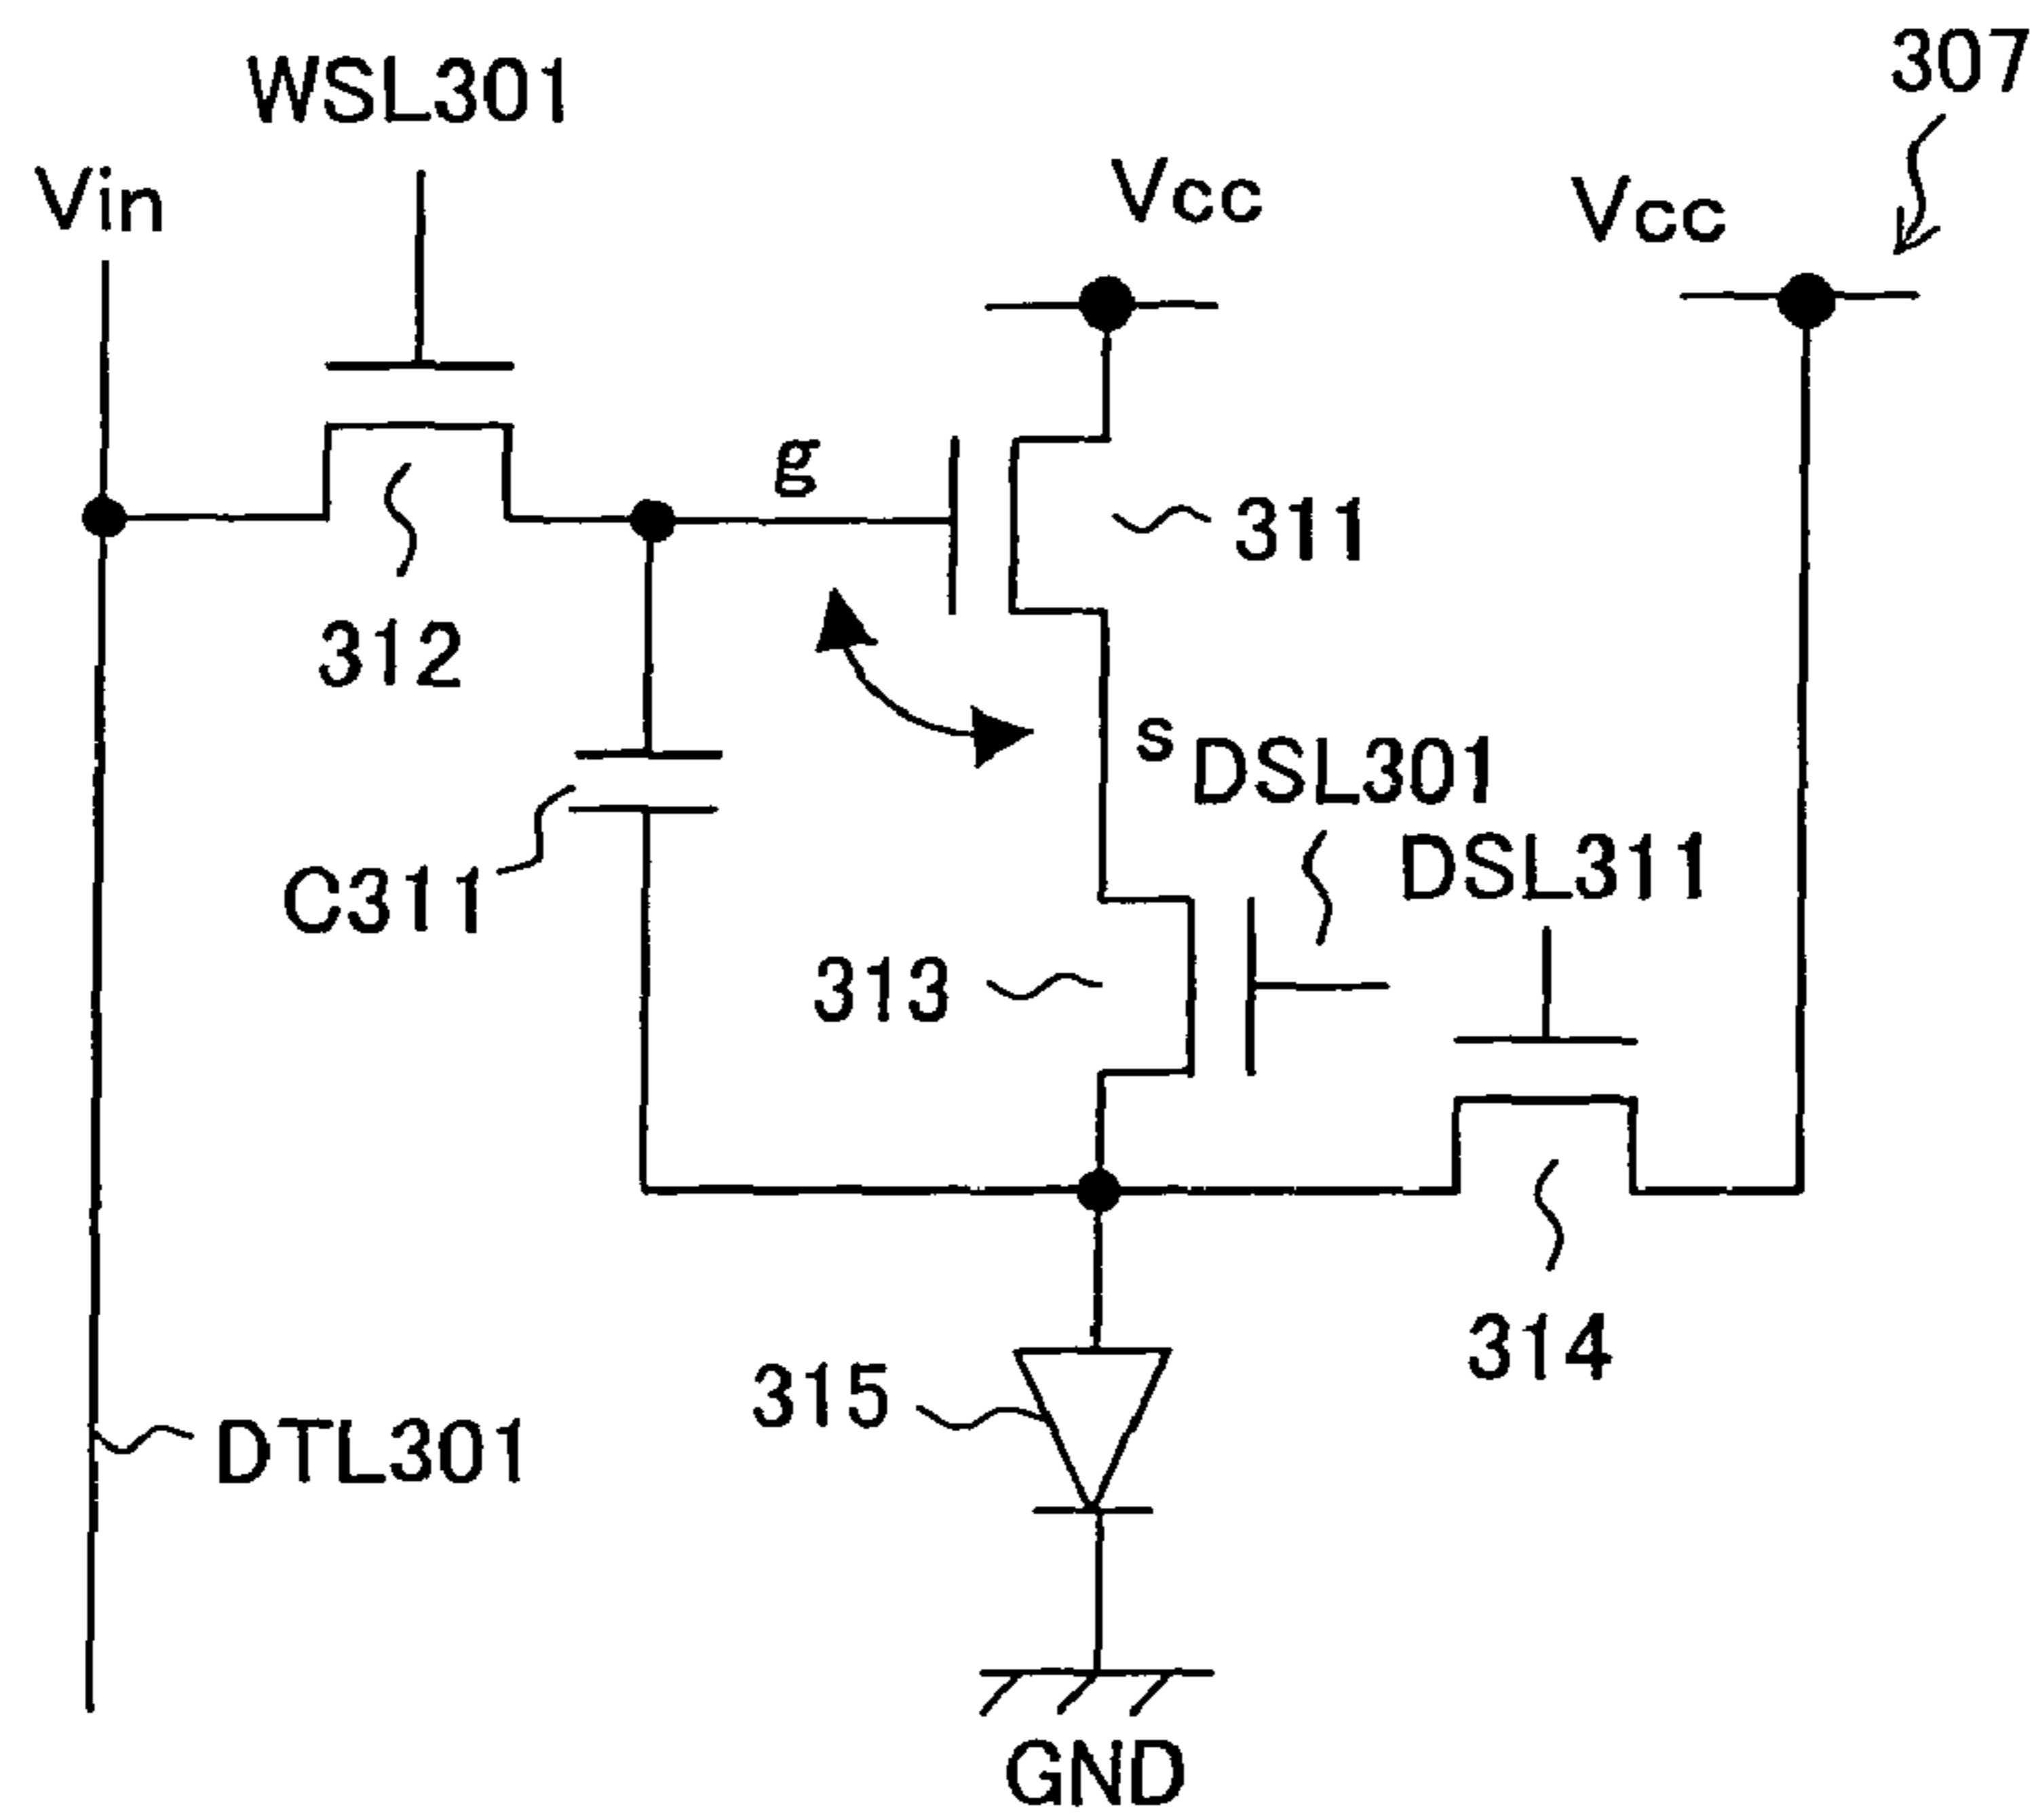 307
WSL301
Vin
Vcc
Vcc
g
311
312
s
DSL301
DSL311
C311
313
314
315
DTL301
GND